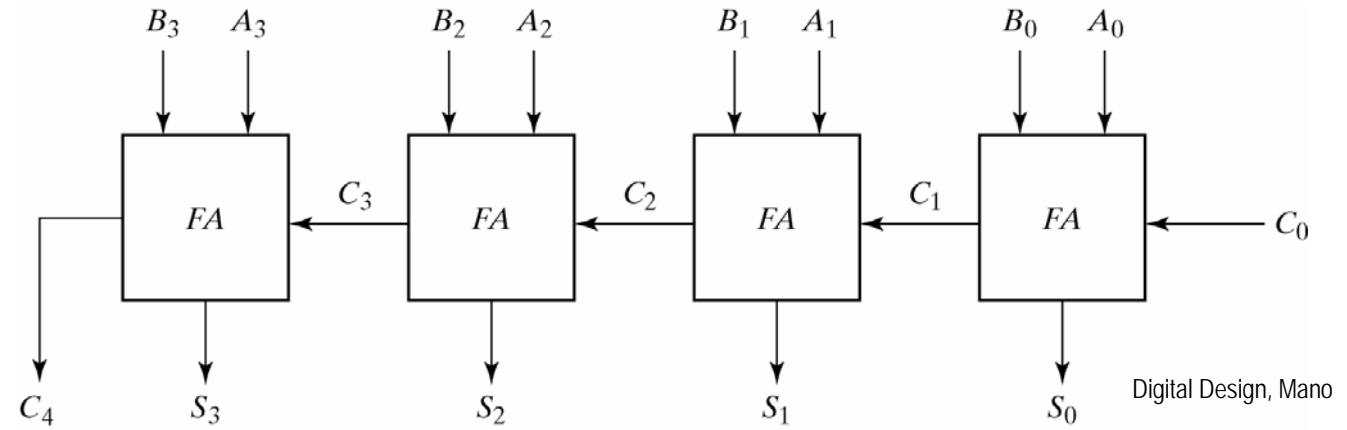 B₃ A₃ B₂ A₂ B₁ A₁ B₀ A₀
C₃ C₂ C₁
FA FA FA FA C₀
C₄ S₃ S₂ S₁ S₀
Digital Design, Mano